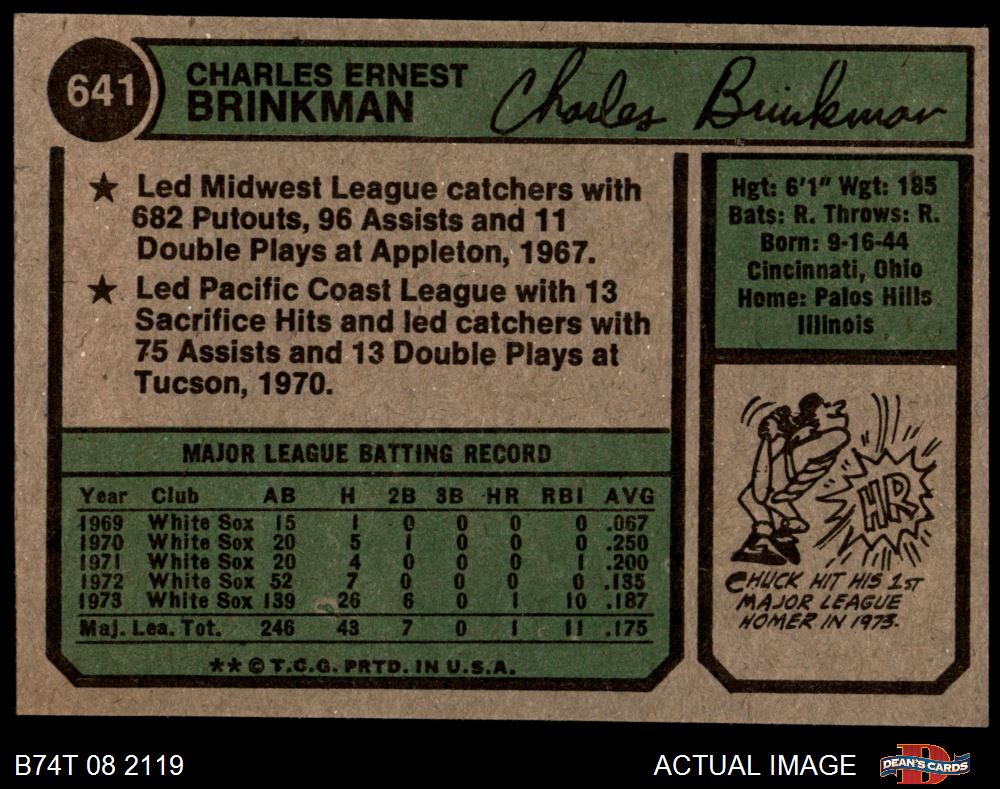 641
CHARLES ERNEST
BRINKMAN
Charles Brinkman
★ Led Midwest League catchers with
682 Putouts, 96 Assists and 11
Double Plays at Appleton, 1967.
★ Led Pacific Coast League with 13
Sacrifice Hits and led catchers with
75 Assists and 13 Double Plays at
Tucson, 1970.
Hgt: 6'1" Wgt: 185
Bats: R. Throws: R.
Born: 9-16-44
Cincinnati, Ohio
Home: Palos Hills
Illinois
MAJOR LEAGUE BATTING RECORD
Year Club AB H 2B 3B HR RBI AVG
1969 White Sox 15 1 0 0 0 0 .067
1970 White Sox 20 5 1 0 0 0 .250
1971 White Sox 20 4 0 0 0 1 .200
1972 White Sox 52 7 0 0 0 0 .135
1973 White Sox 139 26 6 0 1 10 .187
Maj. Lea. Tot. 246 43 7 0 1 11 .175
**© T.C.G. PRTD. IN U.S.A.
HR
CHUCK HIT HIS 1ST
MAJOR LEAGUE
HOMER IN 1973.
B74T 08 2119
ACTUAL IMAGE
DEAN'S CARDS